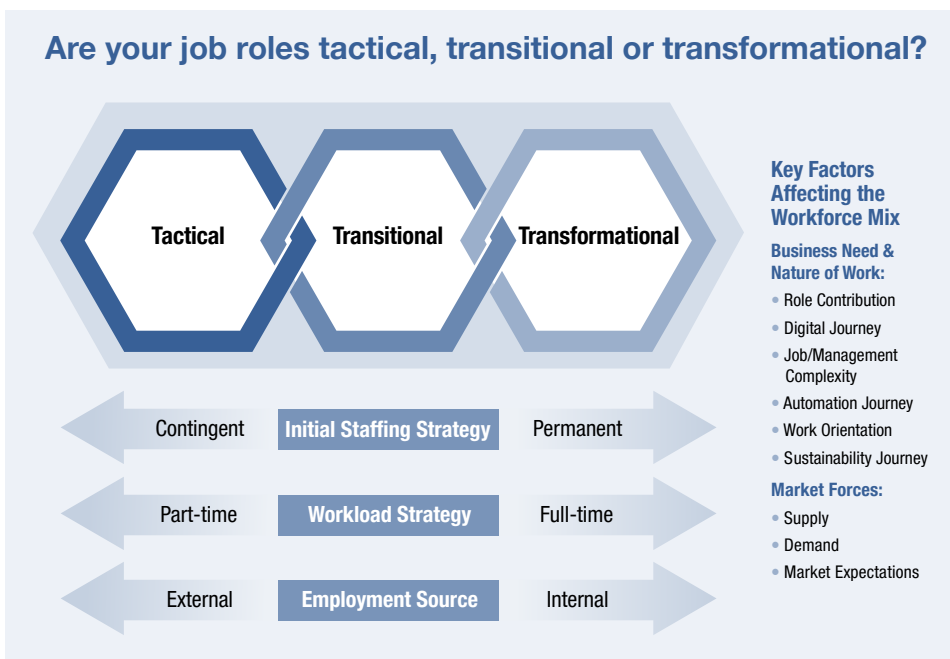 Are your job roles tactical, transitional or transformational?
Tactical
Transitional
Transformational
Contingent
Initial Staffing Strategy
Permanent
Part-time
Workload Strategy
Full-time
External
Employment Source
Internal
Key Factors
Affecting the
Workforce Mix
Business Need &
Nature of Work:
• Role Contribution
• Digital Journey
• Job/Management
Complexity
• Automation Journey
• Work Orientation
• Sustainability Journey
Market Forces:
• Supply
• Demand
• Market Expectations